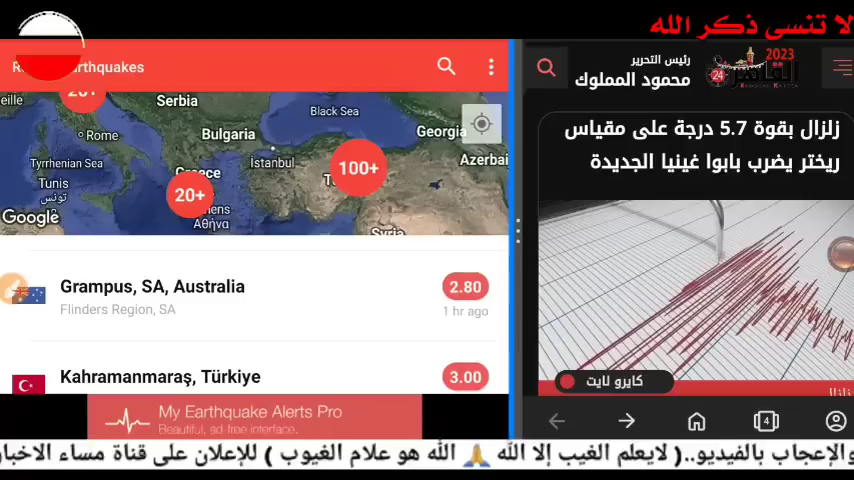 لا تنسى ذكر الله
Earthquakes
20+
Serbia
Black Sea
Rome
Bulgaria
Georgia
Istanbul
Tyrrhenian Sea
Greece
100+
Tunis
تونس
20+
Αθήνα
Google
Syria
Grampus, SA, Australia
2.80
Flinders Region, SA
1 hr ago
Kahramanmaraş, Türkiye
3.00
My Earthquake Alerts Pro
Beautiful, ad-free interface.
رئيس التحرير
محمود المملوك
2023
24
زلزال بقوة 5.7 درجة على مقياس
ريختر يضرب بابوا غينيا الجديدة
كايرو لايت
4
والإعجاب بالفيديو..( لايعلم الغيب إلا الله 🙏 الله هو علام الغيوب ) للإعلان على قناة مساء الاخبار